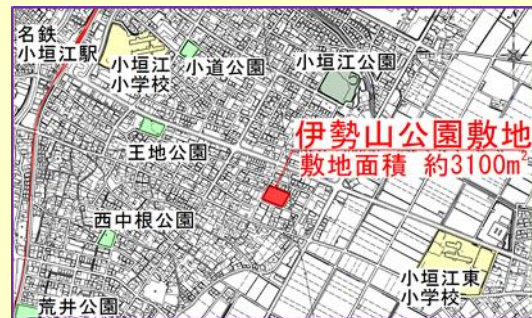 名鉄
小垣江駅
小垣江
小学校
小道公園
小垣江公園
伊勢山公園敷地
敷地面積 約3100㎡
王地公園
西中根公園
小垣江東
小学校
荒井公園